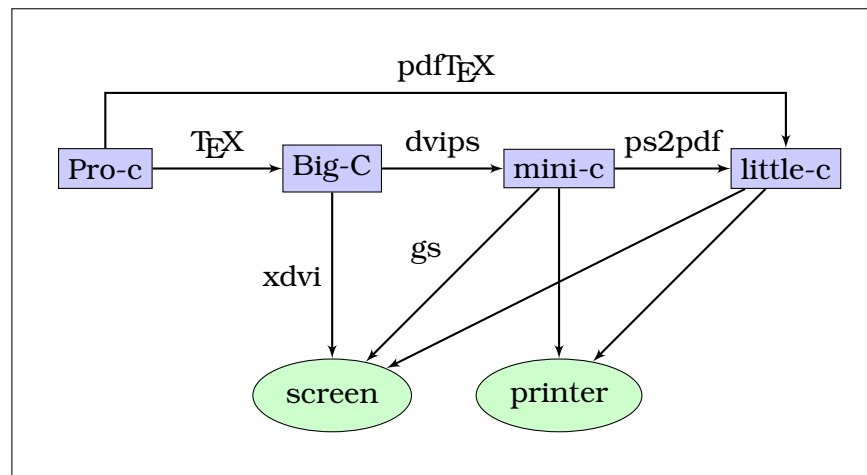 pdfTEX
TEX dvips ps2pdf
Pro-c Big-C mini-c little-c
gs
xdvi
screen printer